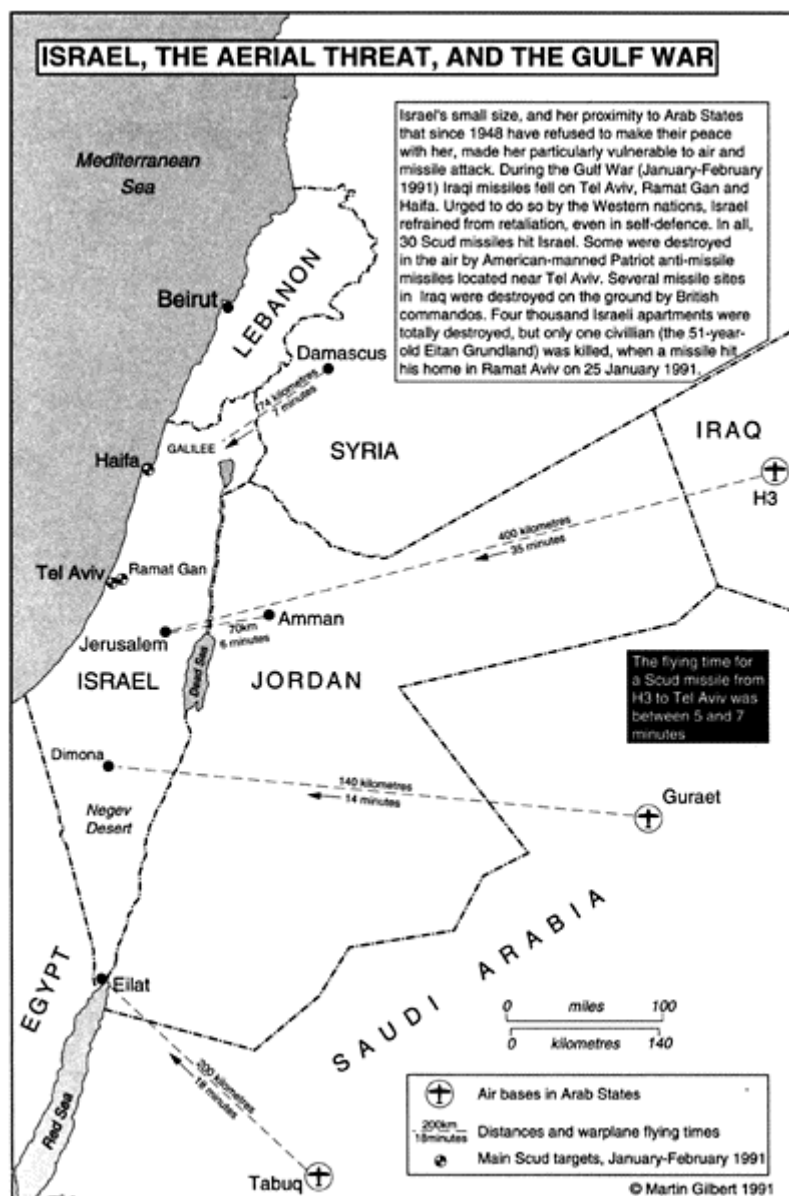 ISRAEL, THE AERIAL THREAT, AND THE GULF WAR
Israel's small size, and her proximity to Arab States
that since 1948 have refused to make their peace
with her, made her particularly vulnerable to air and
missile attack. During the Gulf War (January-February
1991) Iraqi missiles fell on Tel Aviv, Ramat Gan and
Haifa. Urged to do so by the Western nations, Israel
refrained from retaliation, even in self-defence. In all,
30 Scud missiles hit Israel. Some were destroyed
in the air by American-manned Patriot anti-missile
missiles located near Tel Aviv. Several missile sites
in Iraq were destroyed on the ground by British
commandos. Four thousand Israeli apartments were
totally destroyed, but only one civillian (the 51-year-
old Eitan Grundland) was killed, when a missile hit
his home in Ramat Aviv on 25 January 1991.
Mediterranean
Sea
Beirut
LEBANON
Damascus
74 kilometres
7 minutes
GALILEE
SYRIA
IRAQ
Haifa
H3
400 kilometres
35 minutes
Tel Aviv
Ramat Gan
Amman
70km
6 minutes
Jerusalem
Dead Sea
ISRAEL
JORDAN
The flying time for
a Scud missile from
H3 to Tel Aviv was
between 5 and 7
minutes
Dimona
140 kilometres
14 minutes
Guraet
Negev
Desert
SAUDI ARABIA
EGYPT
Eilat
0 miles 100
0 kilometres 140
200 kilometres
18 minutes
Red Sea
Tabuq
Air bases in Arab States
200km
18minutes
Distances and warplane flying times
Main Scud targets, January-February 1991
© Martin Gilbert 1991